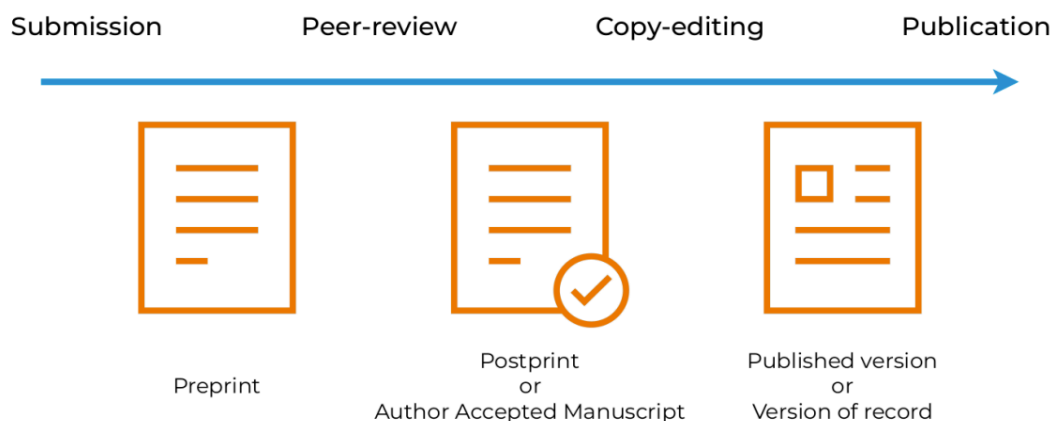 Submission Peer-review Copy-editing Publication
Preprint
Postprint
or
Author Accepted Manuscript
Published version
or
Version of record